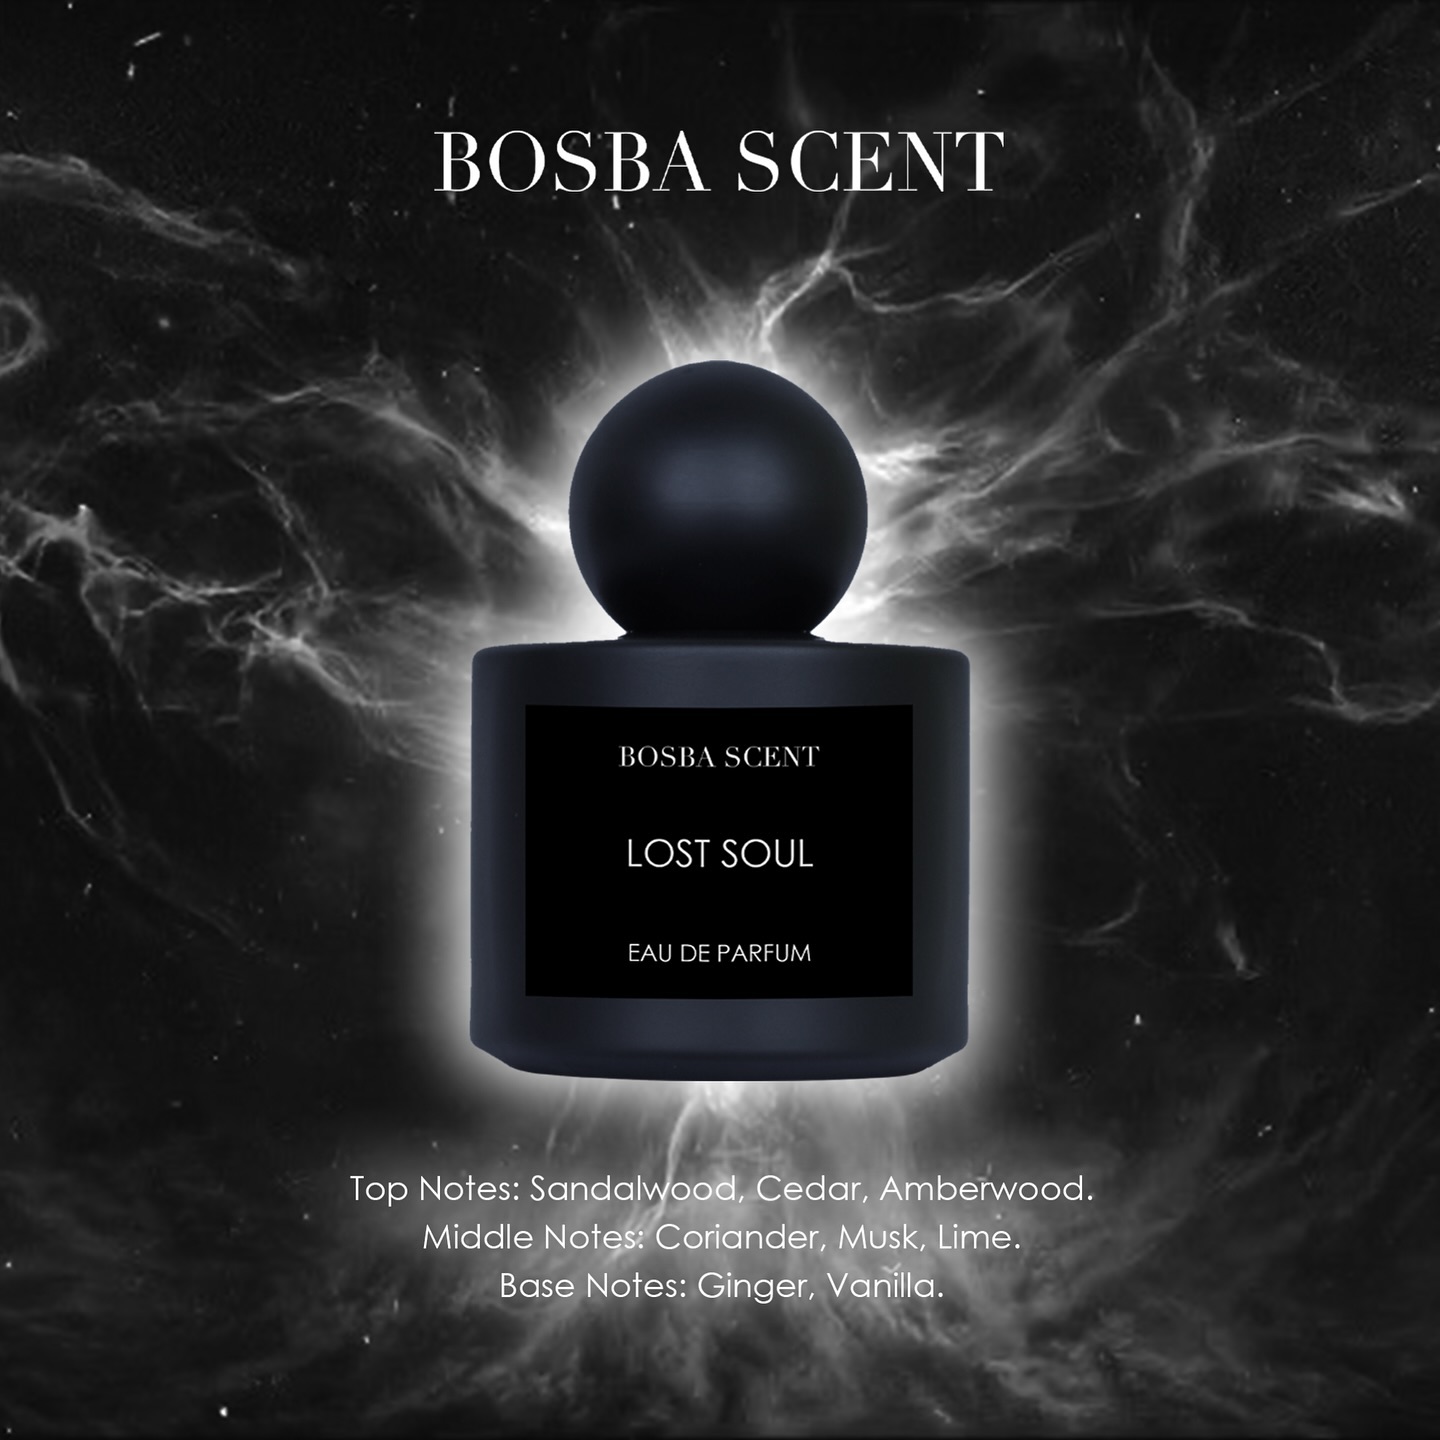 BOSBA SCENT
BOSBA SCENT
LOST SOUL
EAU DE PARFUM
Top Notes: Sandalwood, Cedar, Amberwood.
Middle Notes: Coriander, Musk, Lime.
Base Notes: Ginger, Vanilla.